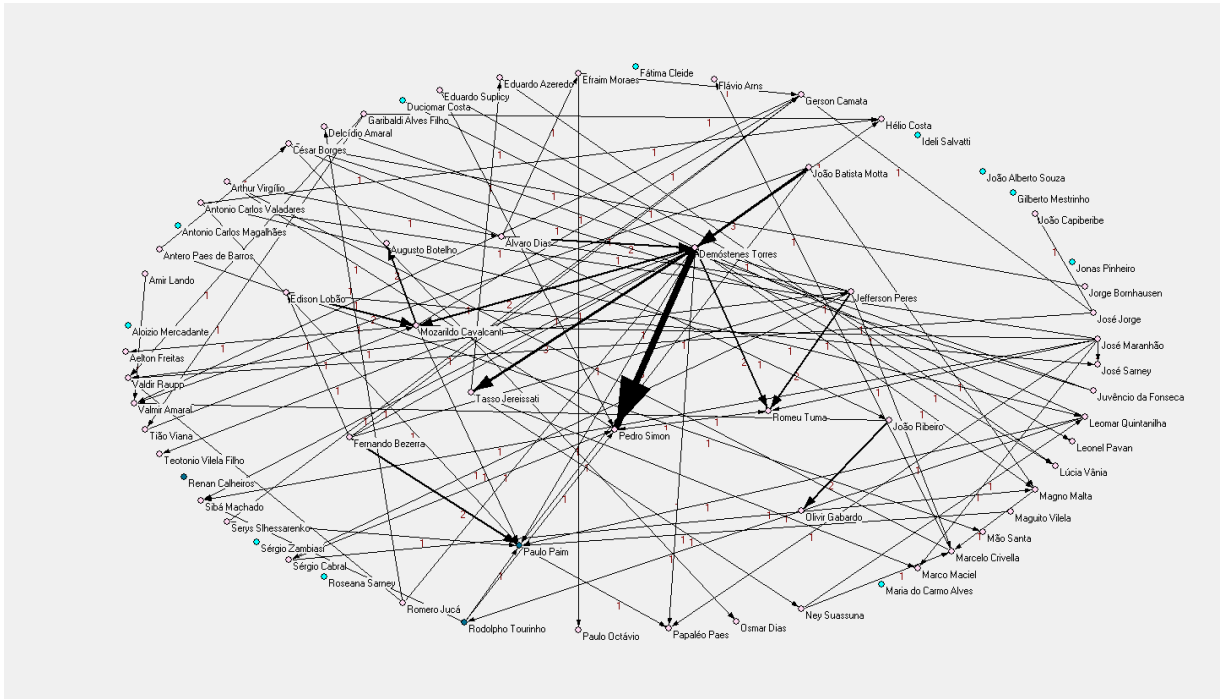 Fátima Cleide
Eduardo Azeredo
Efraim Moraes
Flávio Arns
Eduardo Suplicy
Gerson Camata
Duciomar Costa
Garibaldi Alves Filho
Hélio Costa
Delcídio Amaral
Ideli Salvatti
César Borges
João Batista Motta
João Alberto Souza
Arthur Virgílio
Gilberto Mestrinho
Antonio Carlos Valadares
João Capiberibe
Antonio Carlos Magalhães
Augusto Botelho
Álvaro Dias
Demóstenes Torres
Antero Paes de Barros
Jonas Pinheiro
Amir Lando
Jorge Bornhausen
Edison Lobão
Jefferson Peres
José Jorge
Aloizio Mercadante
Mozarildo Cavalcanti
José Maranhão
Aelton Freitas
José Sarney
Valdir Raupp
Tasso Jereissati
Juvêncio da Fonseca
Valmir Amaral
Romeu Tuma
Leomar Quintanilha
Tião Viana
Fernando Bezerra
Pedro Simon
João Ribeiro
Leonel Pavan
Teotonio Vilela Filho
Lúcia Vânia
Renan Calheiros
Magno Malta
Sibá Machado
Olivir Gabardo
Maguito Vilela
Serys Slhessarenko
Mão Santa
Sérgio Zambiasi
Paulo Paim
Marcelo Crivella
Sérgio Cabral
Marco Maciel
Roseana Sarney
Maria do Carmo Alves
Romero Jucá
Ney Suassuna
Rodolpho Tourinho
Paulo Octávio
Papaléo Paes
Osmar Dias